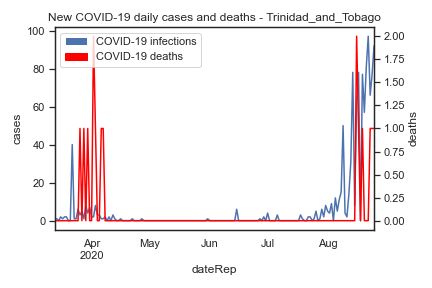 New COVID-19 daily cases and deaths - Trinidad_and_Tobago
COVID-19 infections
COVID-19 deaths
100
80
60
40
20
0
cases
2.00
1.75
1.50
1.25
1.00
0.75
0.50
0.25
0.00
deaths
Apr May Jun Jul Aug
2020
dateRep